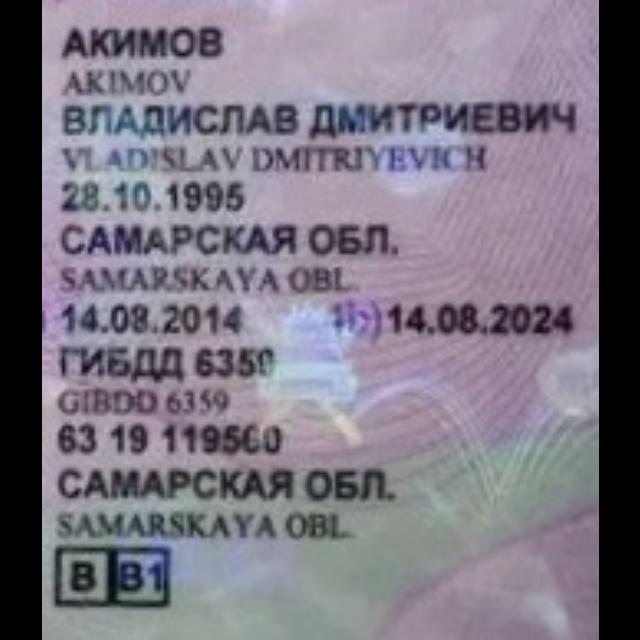 АКИМОВ
AKIMOV
ВЛАДИСЛАВ ДМИТРИЕВИЧ
VLADISLAV DMITRIYEVICH
28.10.1995
САМАРСКАЯ ОБЛ.
SAMARSKAYA OBL.
14.08.2014 4b) 14.08.2024
ГИБДД 6359
GIBDD 6359
63 19 119560
САМАРСКАЯ ОБЛ.
SAMARSKAYA OBL.
B B1